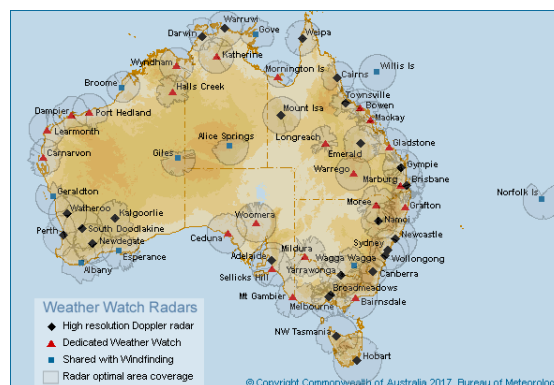 Warruwi
Darwin
Gove
Weipa
Katherine
Wyndham
Mornington Is
Willis Is
Cairns
Broome
Halls Creek
Townsville
Bowen
Dampier
Port Hedland
Mount Isa
Mackay
Learmonth
Alice Springs
Longreach
Emerald
Gladstone
Carnarvon
Giles
Warrego
Gympie
Marburg
Brisbane
Geraldton
Norfolk Is
Watheroo
Kalgoorlie
Woomera
Moree
Grafton
Perth
South Doodlakine
Namoi
Newdegate
Ceduna
Mildura
Sydney
Newcastle
Esperance
Adelaide
Wagga Wagga
Wollongong
Albany
Sellicks Hill
Yarrawonga
Canberra
Mt Gambier
Broadmeadows
Melbourne
Bairnsdale
NW Tasmania
Hobart
Weather Watch Radars
High resolution Doppler radar
Dedicated Weather Watch
Shared with Windfinding
Radar optimal area coverage
© Copyright Commonwealth of Australia 2017, Bureau of Meteorolo